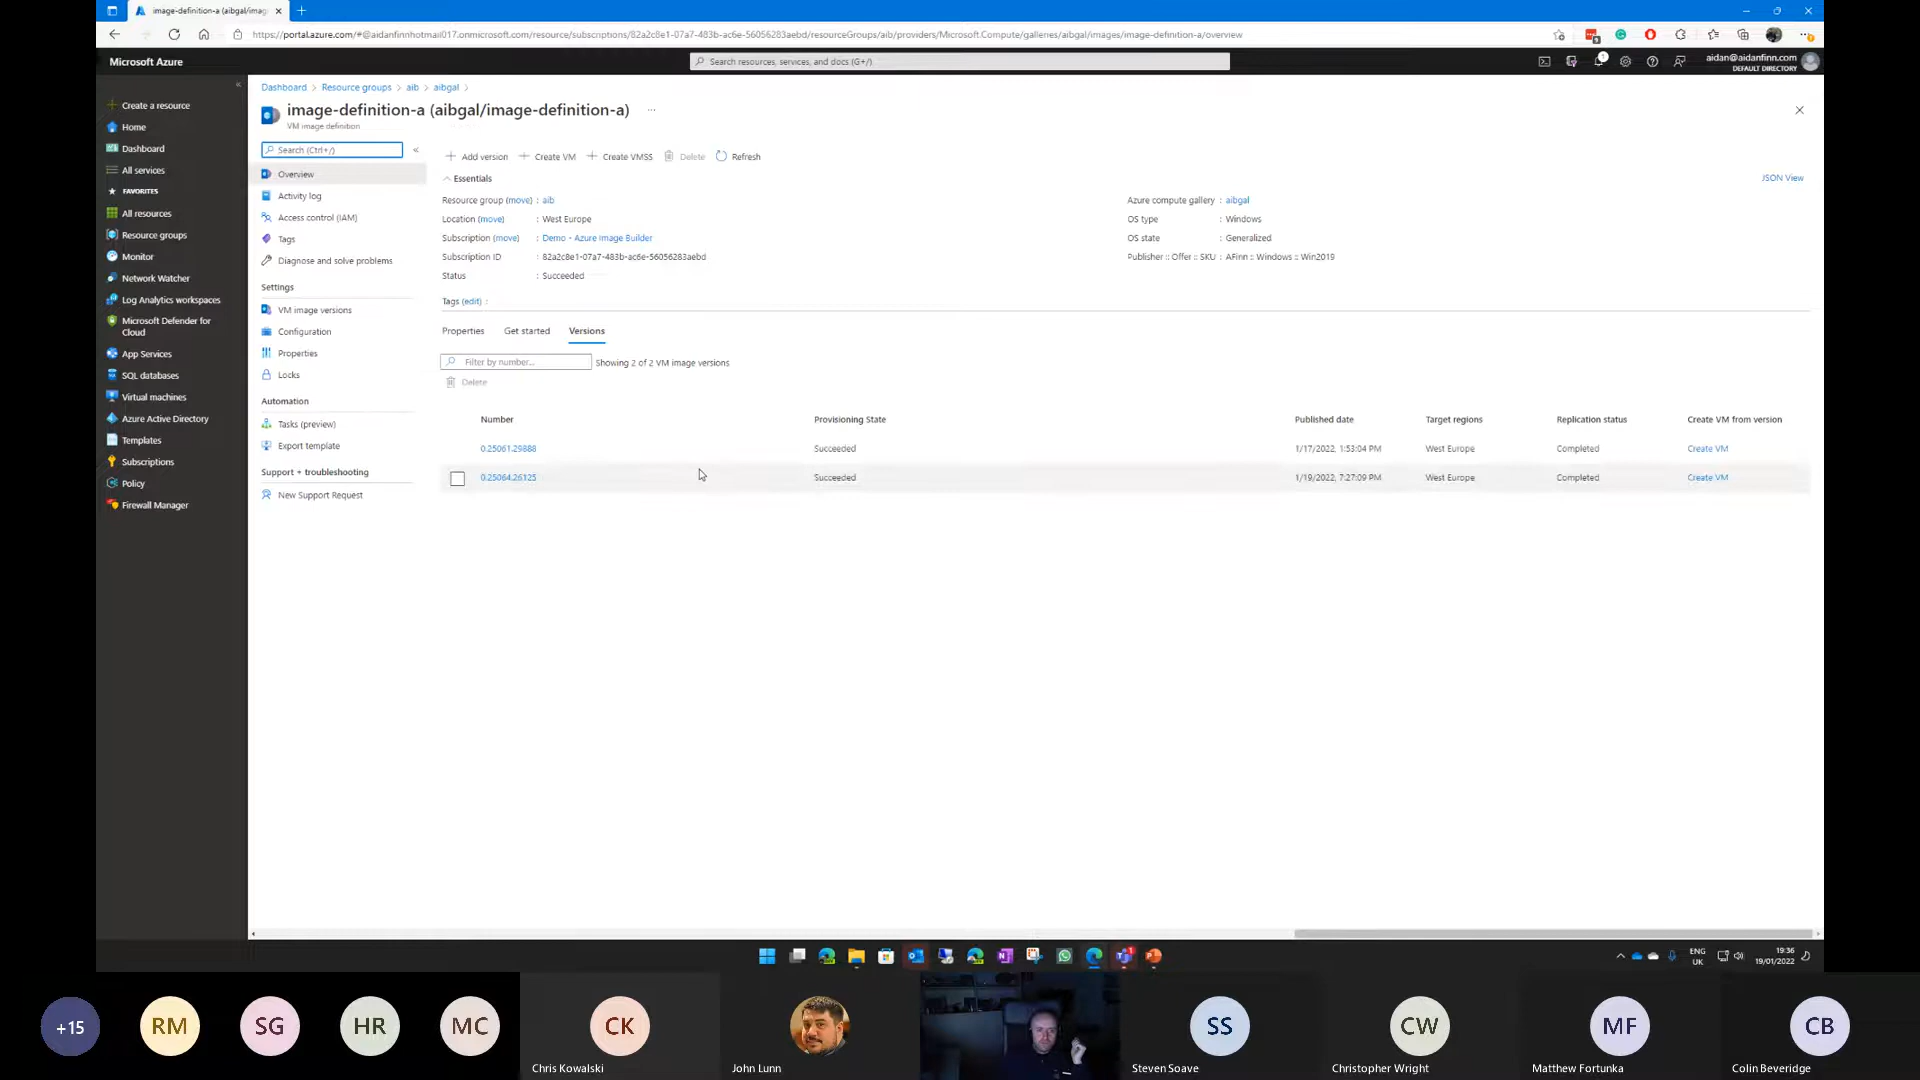 image-definition-a (aibgal/imag
https://portal.azure.com/#@aidanfinnhotmail017.onmicrosoft.com/resource/subscriptions/82a2c8e1-07a7-483b-ac6e-56056283aebd/resourceGroups/aib/providers/Microsoft.Compute/galleries/aibgal/images/image-definition-a/overview
Microsoft Azure
Search resources, services, and docs (G+/)
aidan@aidanfinn.com
DEFAULT DIRECTORY
Create a resource
Home
Dashboard
All services
FAVORITES
All resources
Resource groups
Monitor
Network Watcher
Log Analytics workspaces
Microsoft Defender for
Cloud
App Services
SQL databases
Virtual machines
Azure Active Directory
Templates
Subscriptions
Policy
Firewall Manager
Dashboard > Resource groups > aib > aibgal >
image-definition-a (aibgal/image-definition-a) ...
VM image definition
Search (Ctrl+/)
Overview
Activity log
Access control (IAM)
Tags
Diagnose and solve problems
Settings
VM image versions
Configuration
Properties
Locks
Automation
Tasks (preview)
Export template
Support + troubleshooting
New Support Request
+ Add version + Create VM + Create VMSS Delete Refresh
Essentials
JSON View
Resource group (move) : aib
Location (move) : West Europe
Subscription (move) : Demo - Azure Image Builder
Subscription ID : 82a2c8e1-07a7-483b-ac6e-56056283aebd
Status : Succeeded
Azure compute gallery : aibgal
OS type : Windows
OS state : Generalized
Publisher :: Offer :: SKU : AFinn :: Windows :: Win2019
Tags (edit) :
Properties Get started Versions
Filter by number... Showing 2 of 2 VM image versions
Delete
Number Provisioning State Published date Target regions Replication status Create VM from version
0.25061.29888 Succeeded 1/17/2022, 1:53:04 PM West Europe Completed Create VM
0.25064.26125 Succeeded 1/19/2022, 7:27:09 PM West Europe Completed Create VM
ENG
UK
19:36
19/01/2022
+15
RM
SG
HR
MC
CK
Chris Kowalski
John Lunn
SS
Steven Soave
CW
Christopher Wright
MF
Matthew Fortunka
CB
Colin Beveridge